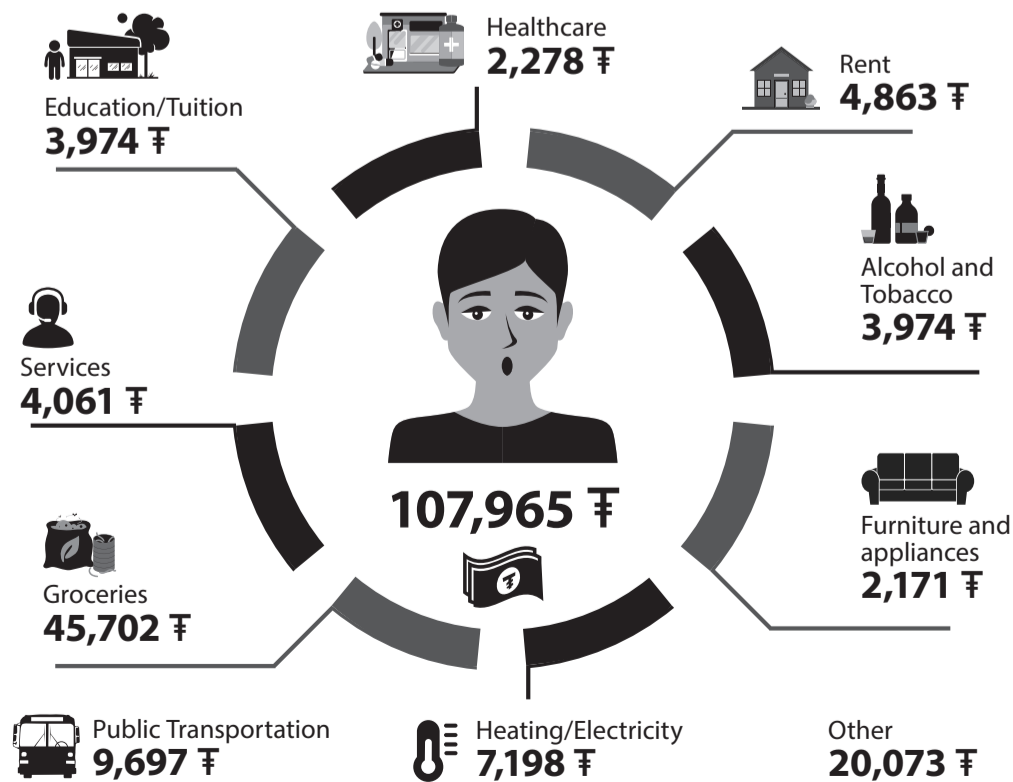 Healthcare
2,278 ₮
Rent
4,863 ₮
Education/Tuition
3,974 ₮
Alcohol and
Tobacco
3,974 ₮
Services
4,061 ₮
107,965 ₮
₮
Furniture and
appliances
2,171 ₮
Groceries
45,702 ₮
Public Transportation
9,697 ₮
Heating/Electricity
7,198 ₮
Other
20,073 ₮